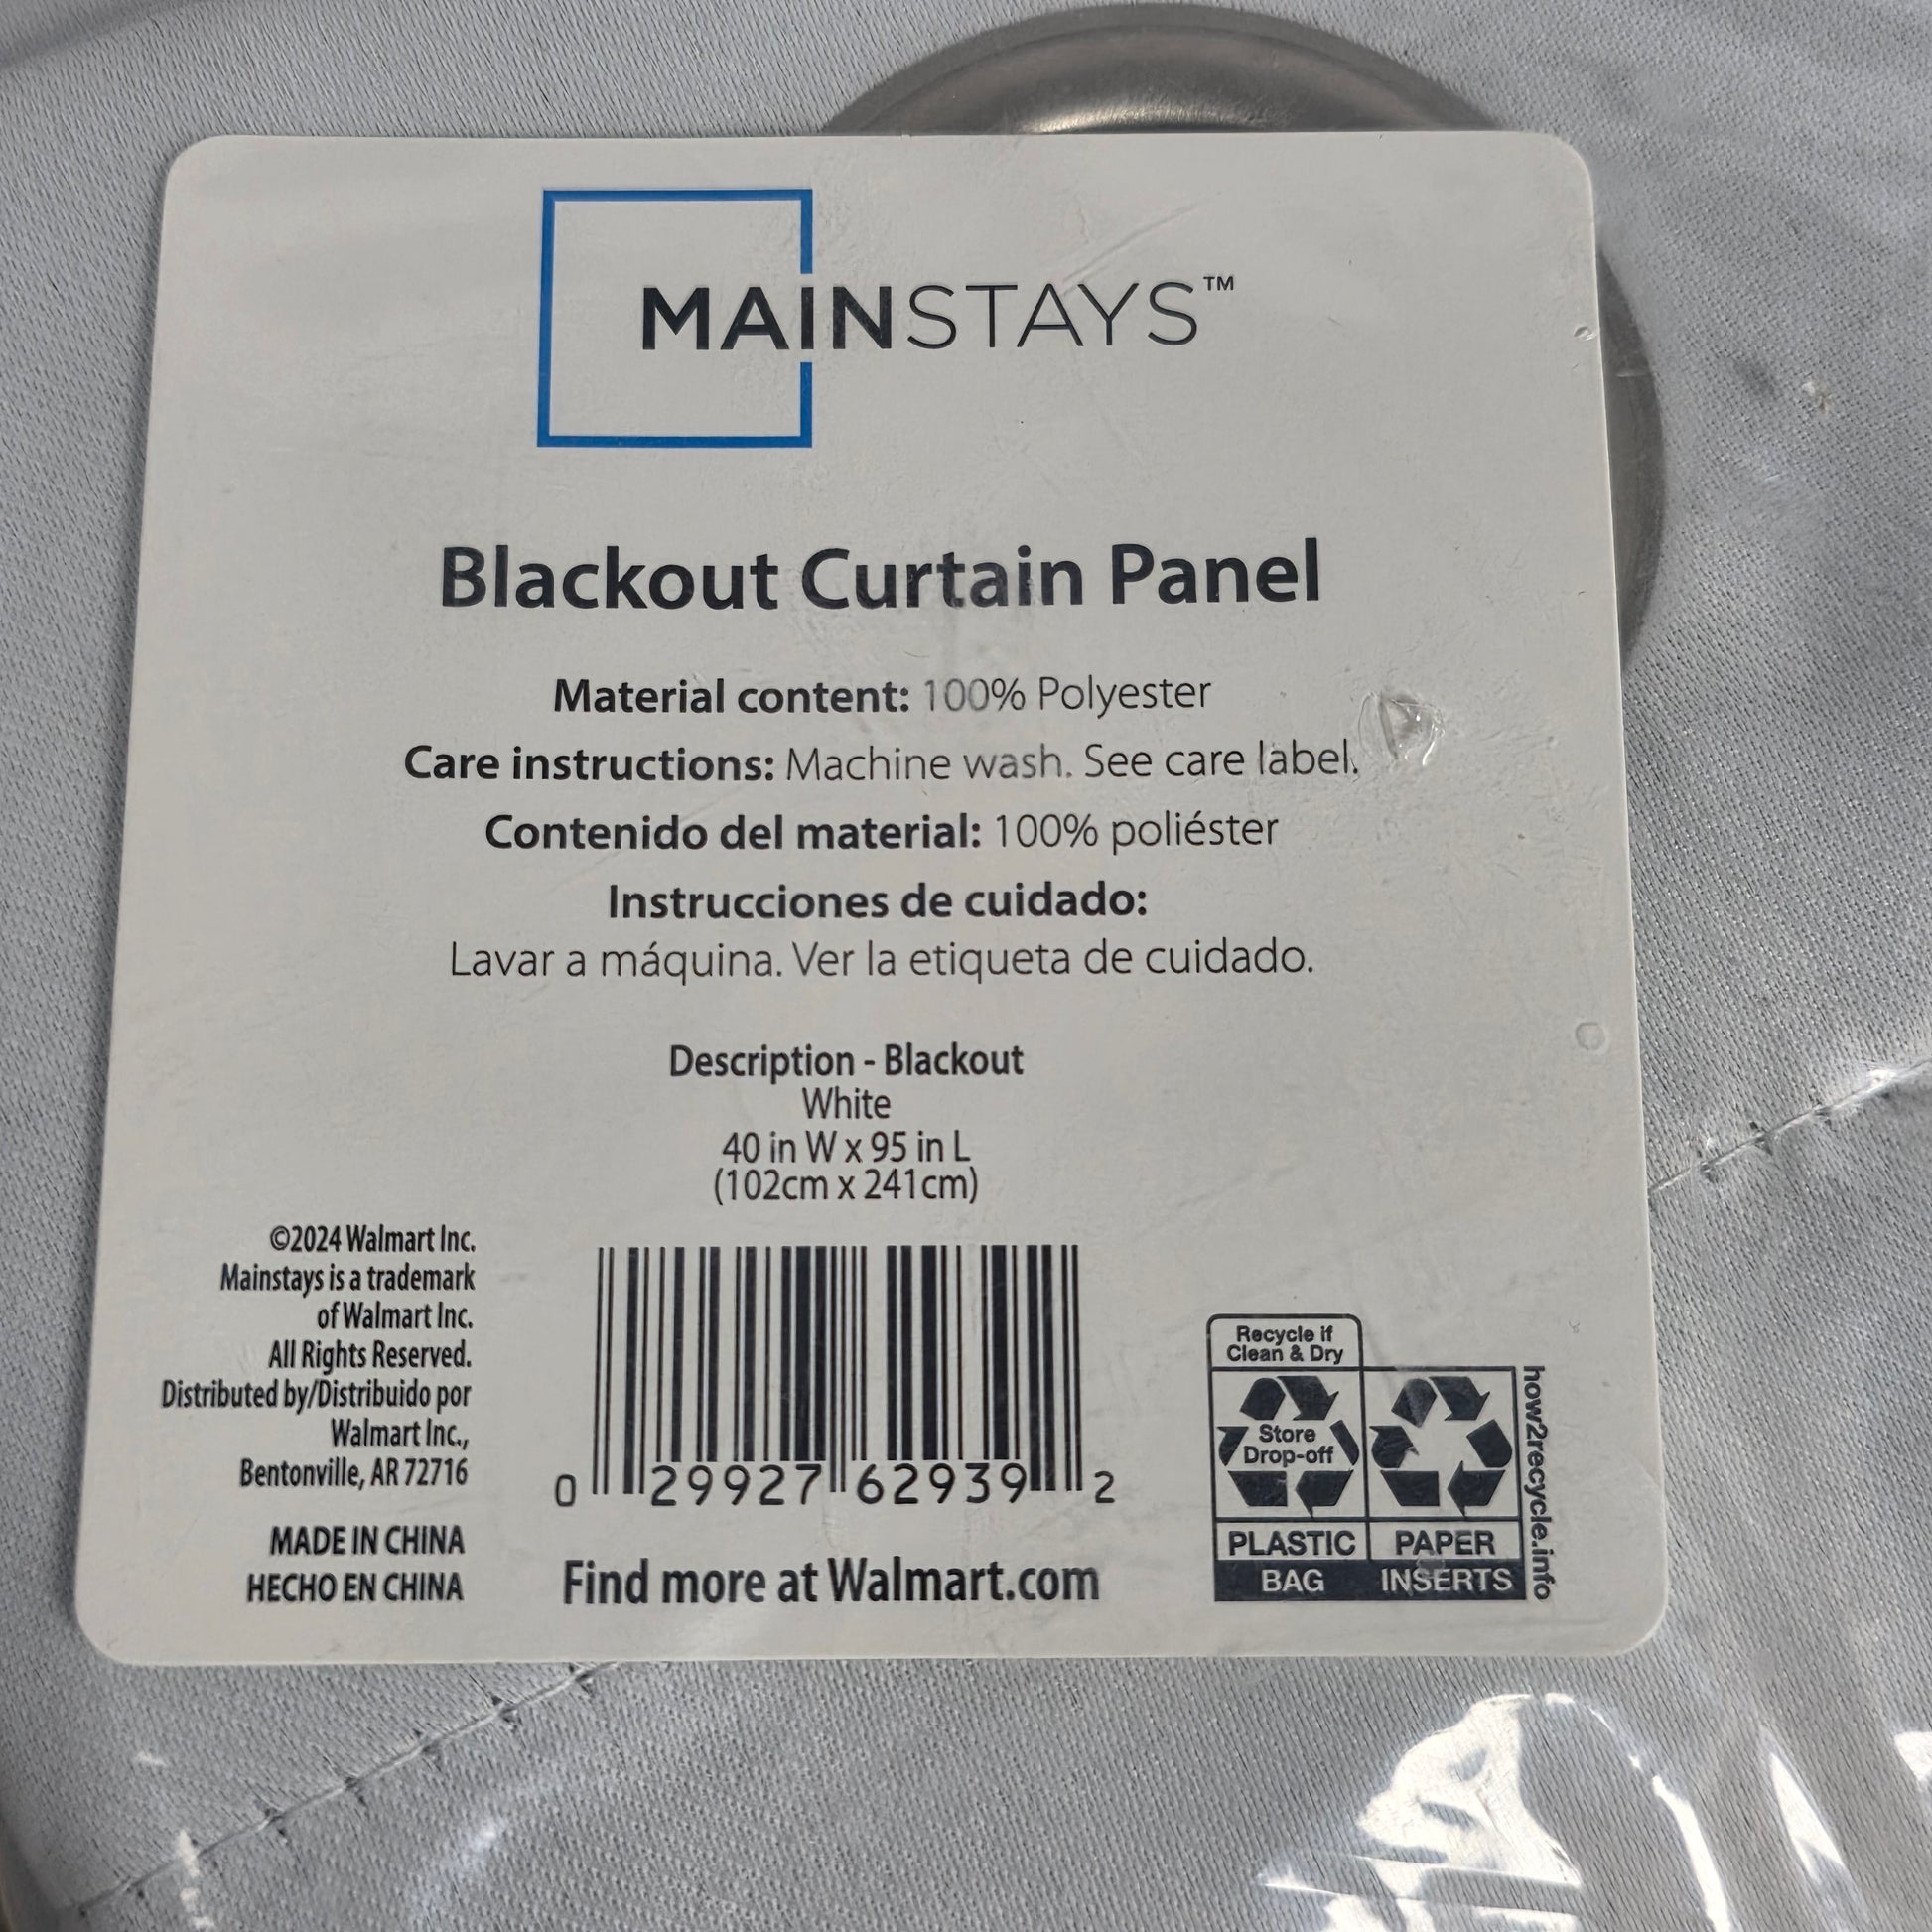 MAINSTAYS™
Blackout Curtain Panel
Material content: 100% Polyester
Care instructions: Machine wash. See care label.
Contenido del material: 100% poliéster
Instrucciones de cuidado:
Lavar a máquina. Ver la etiqueta de cuidado.
Description - Blackout
White
40 in W x 95 in L
(102cm x 241cm)
©2024 Walmart Inc.
Mainstays is a trademark
of Walmart Inc.
All Rights Reserved.
Distributed by/Distribuido por
Walmart Inc.,
Bentonville, AR 72716
MADE IN CHINA
HECHO EN CHINA
0 29927 62939 2
Find more at Walmart.com
Recycle if
Clean & Dry
Store
Drop-off
PLASTIC PAPER
BAG INSERTS
how2recycle.info